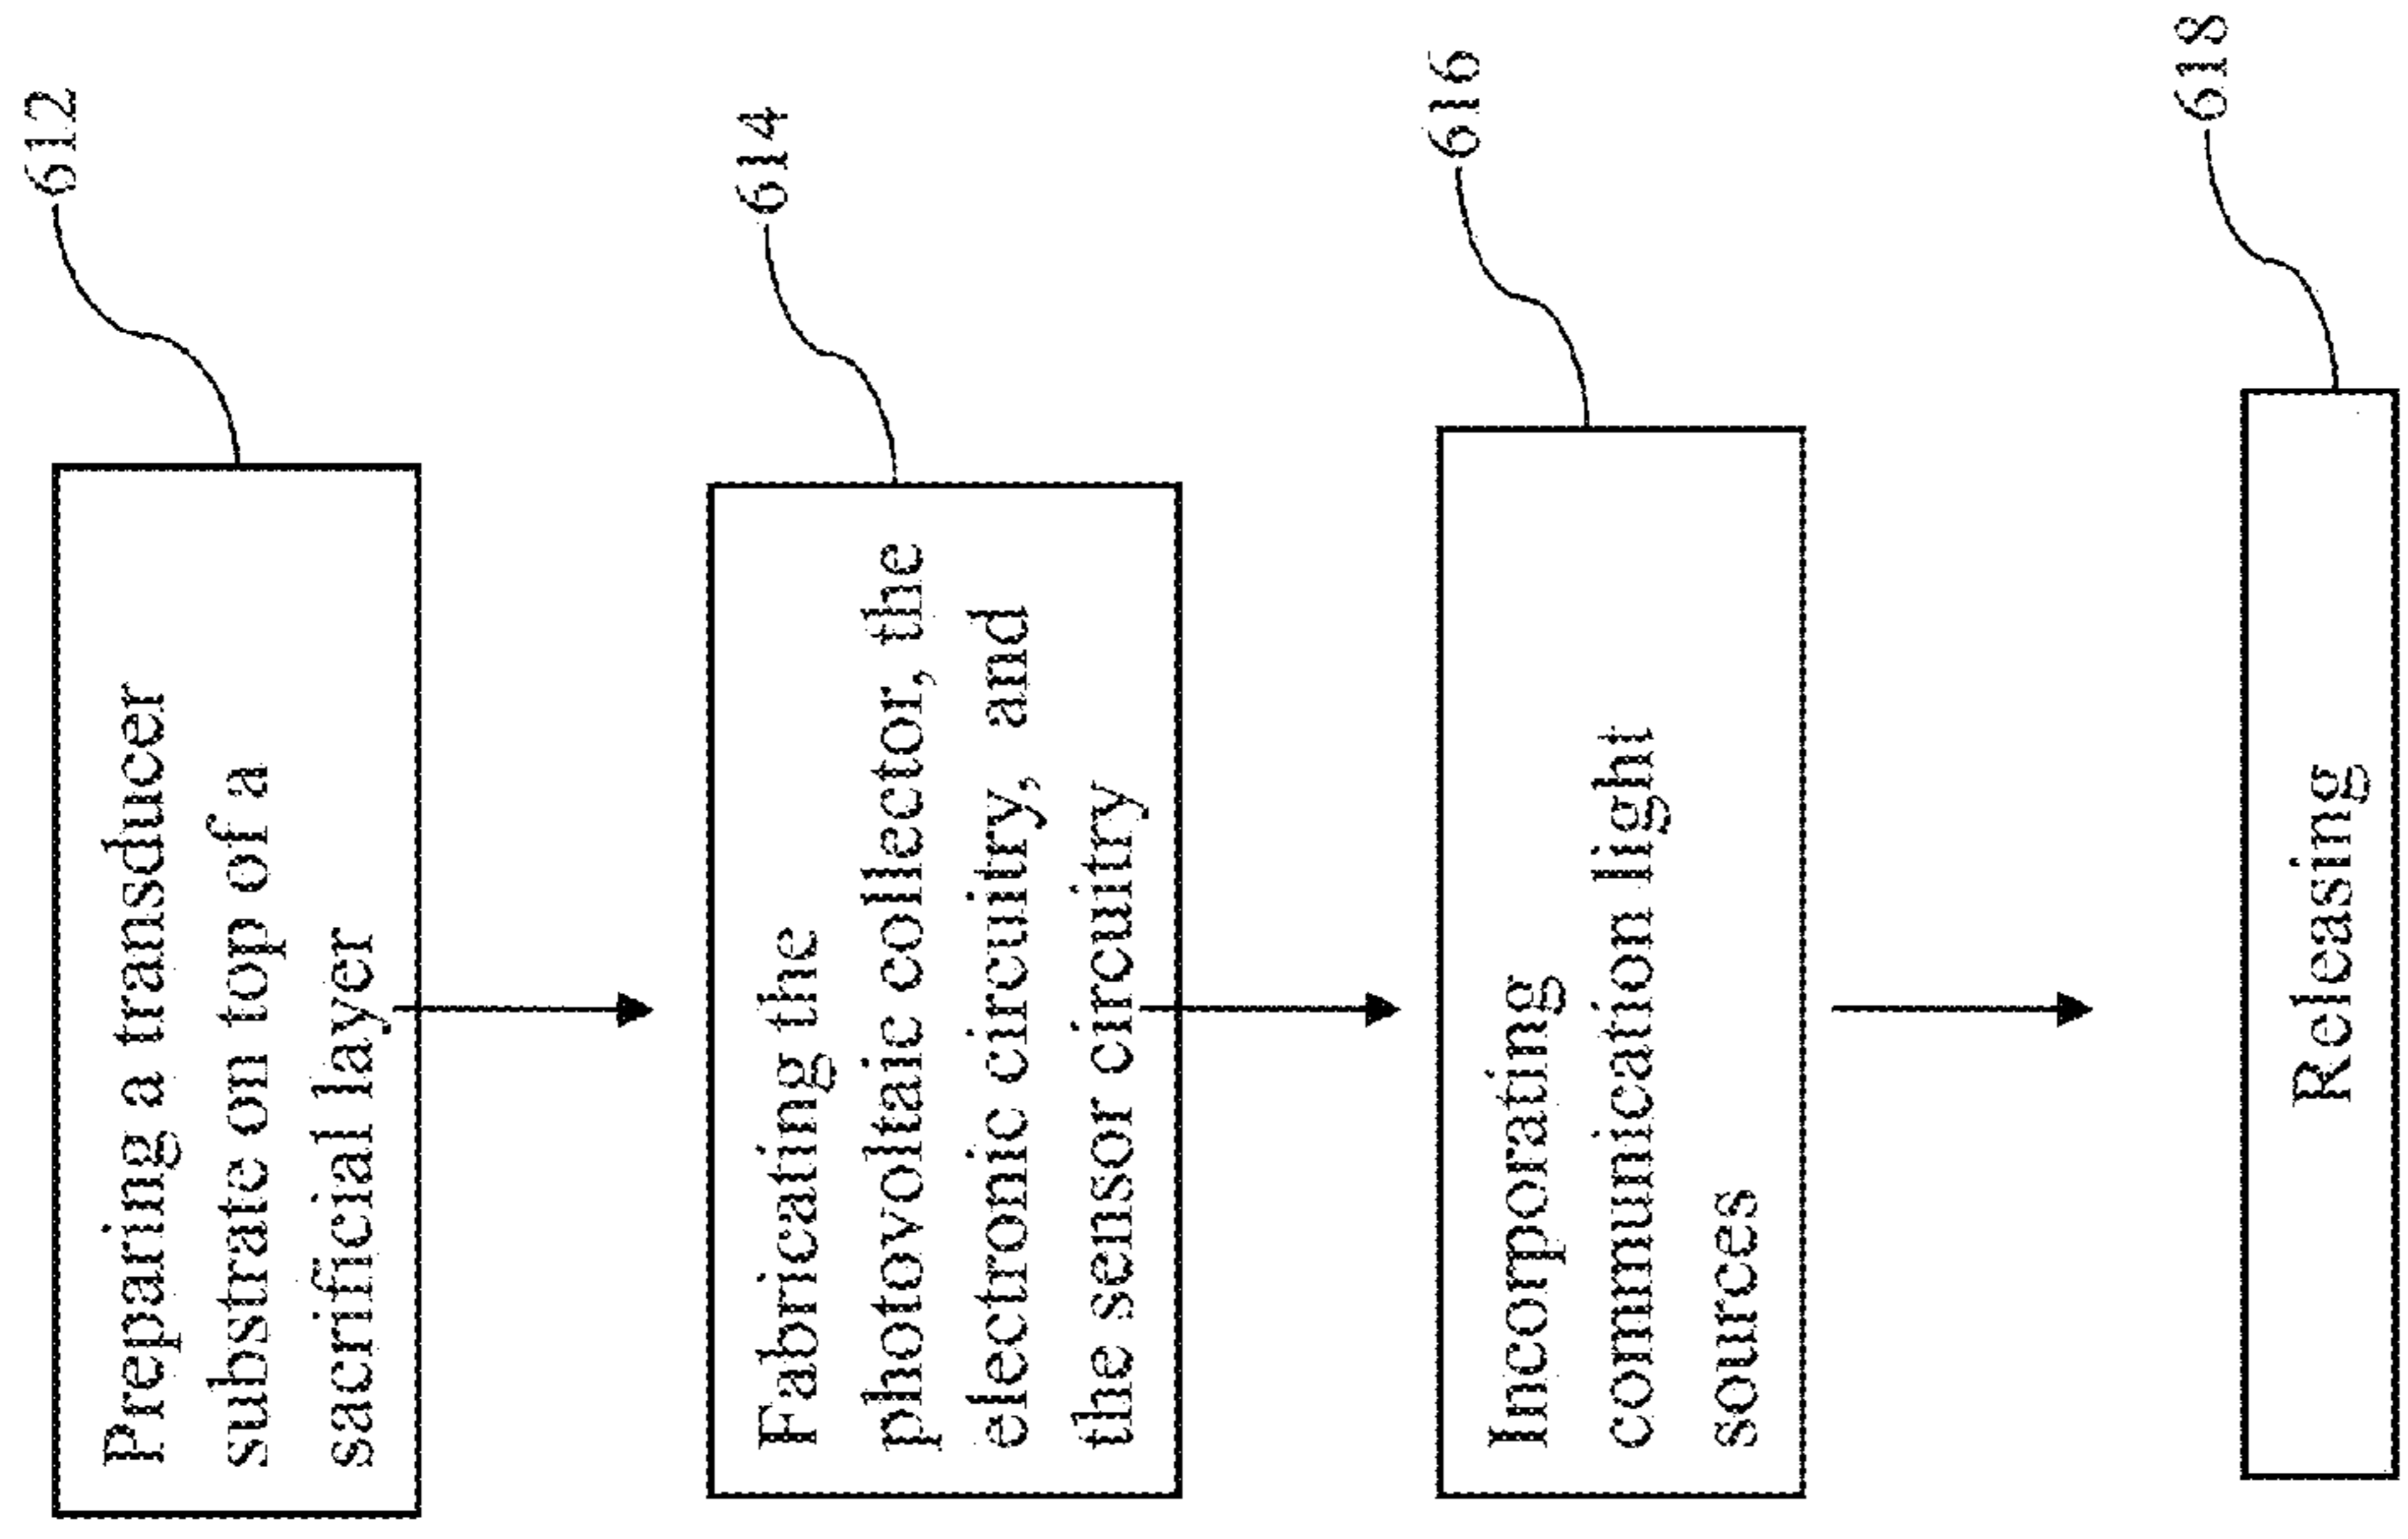 612
Preparing a transducer
substrate on top of a
sacrificial layer
614
Fabricating the
photovoltaic collector, the
electronic circuitry, and
the sensor circuitry
616
Incorporating
communication light
sources
618
Releasing